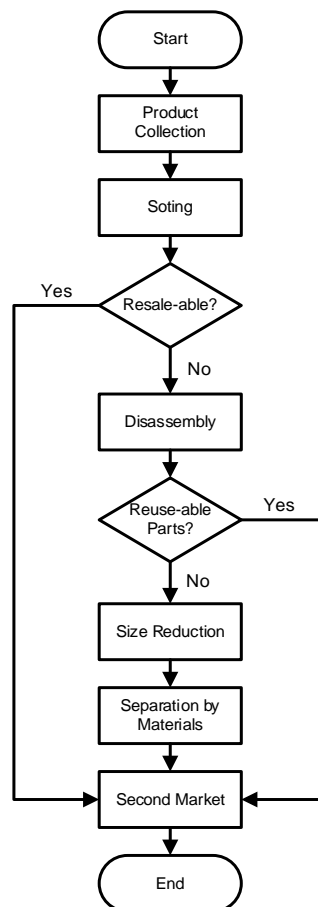 Start
Product
Collection
Soting
Yes
Resale-able?
No
Disassembly
Reuse-able
Parts?
Yes
No
Size Reduction
Separation by
Materials
Second Market
End